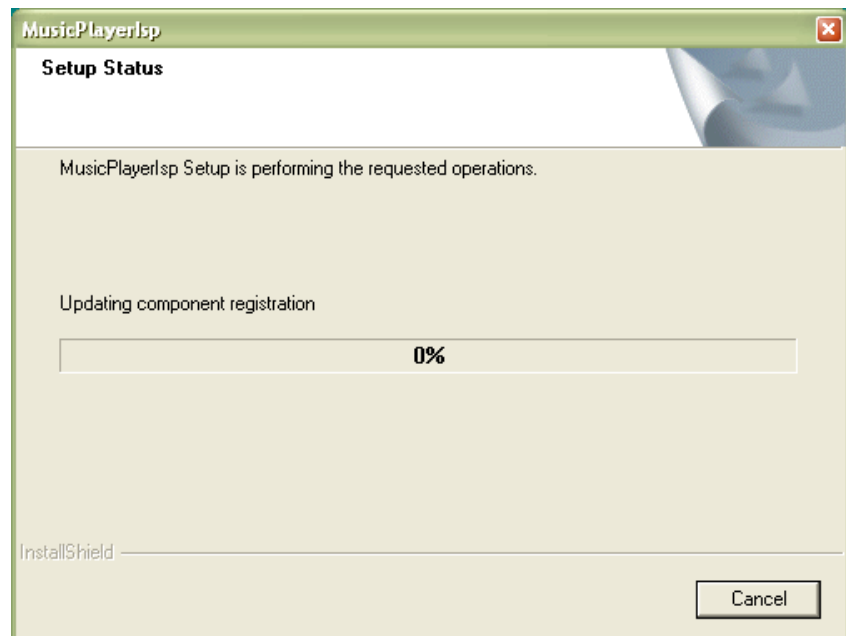 MusicPlayerIsp
Setup Status
MusicPlayerIsp Setup is performing the requested operations.
Updating component registration
0%
InstallShield
Cancel